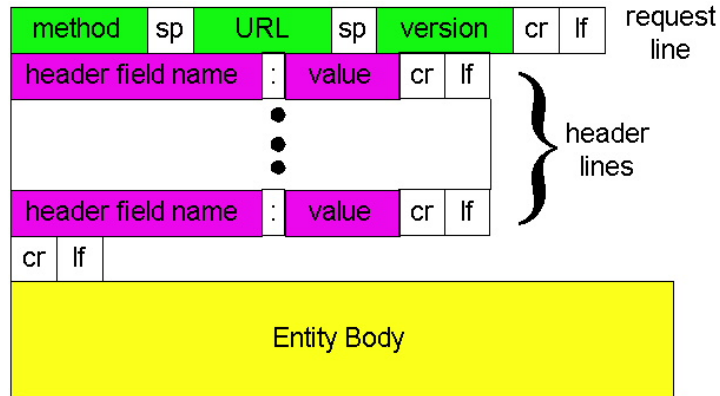 method sp URL sp version cr lf request line
header field name : value cr lf
header lines
header field name : value cr lf
cr lf
Entity Body